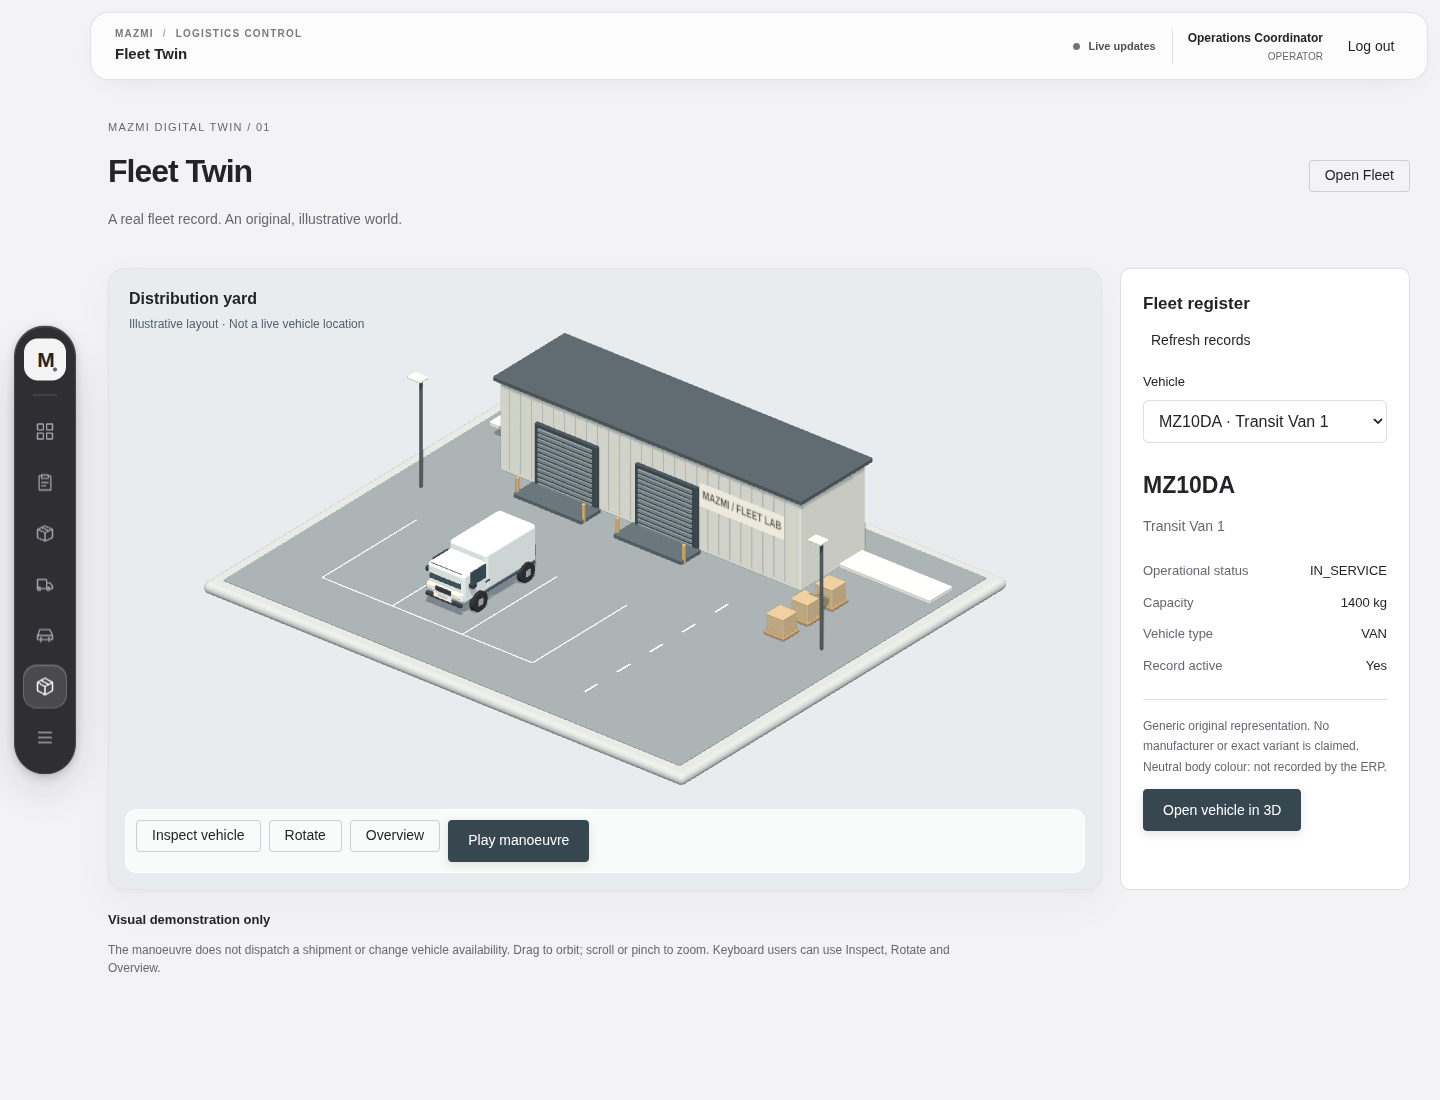 MAZMI / LOGISTICS CONTROL
Fleet Twin
Live updates
Operations Coordinator
OPERATOR
Log out
MAZMI DIGITAL TWIN / 01
Fleet Twin
Open Fleet
A real fleet record. An original, illustrative world.
M
Distribution yard
Illustrative layout · Not a live vehicle location
MAZMI / FLEET LAB
Inspect vehicle
Rotate
Overview
Play manoeuvre
Fleet register
Refresh records
Vehicle
MZ10DA · Transit Van 1
MZ10DA
Transit Van 1
Operational status IN_SERVICE
Capacity 1400 kg
Vehicle type VAN
Record active Yes
Generic original representation. No
manufacturer or exact variant is claimed.
Neutral body colour: not recorded by the ERP.
Open vehicle in 3D
Visual demonstration only
The manoeuvre does not dispatch a shipment or change vehicle availability. Drag to orbit; scroll or pinch to zoom. Keyboard users can use Inspect, Rotate and
Overview.